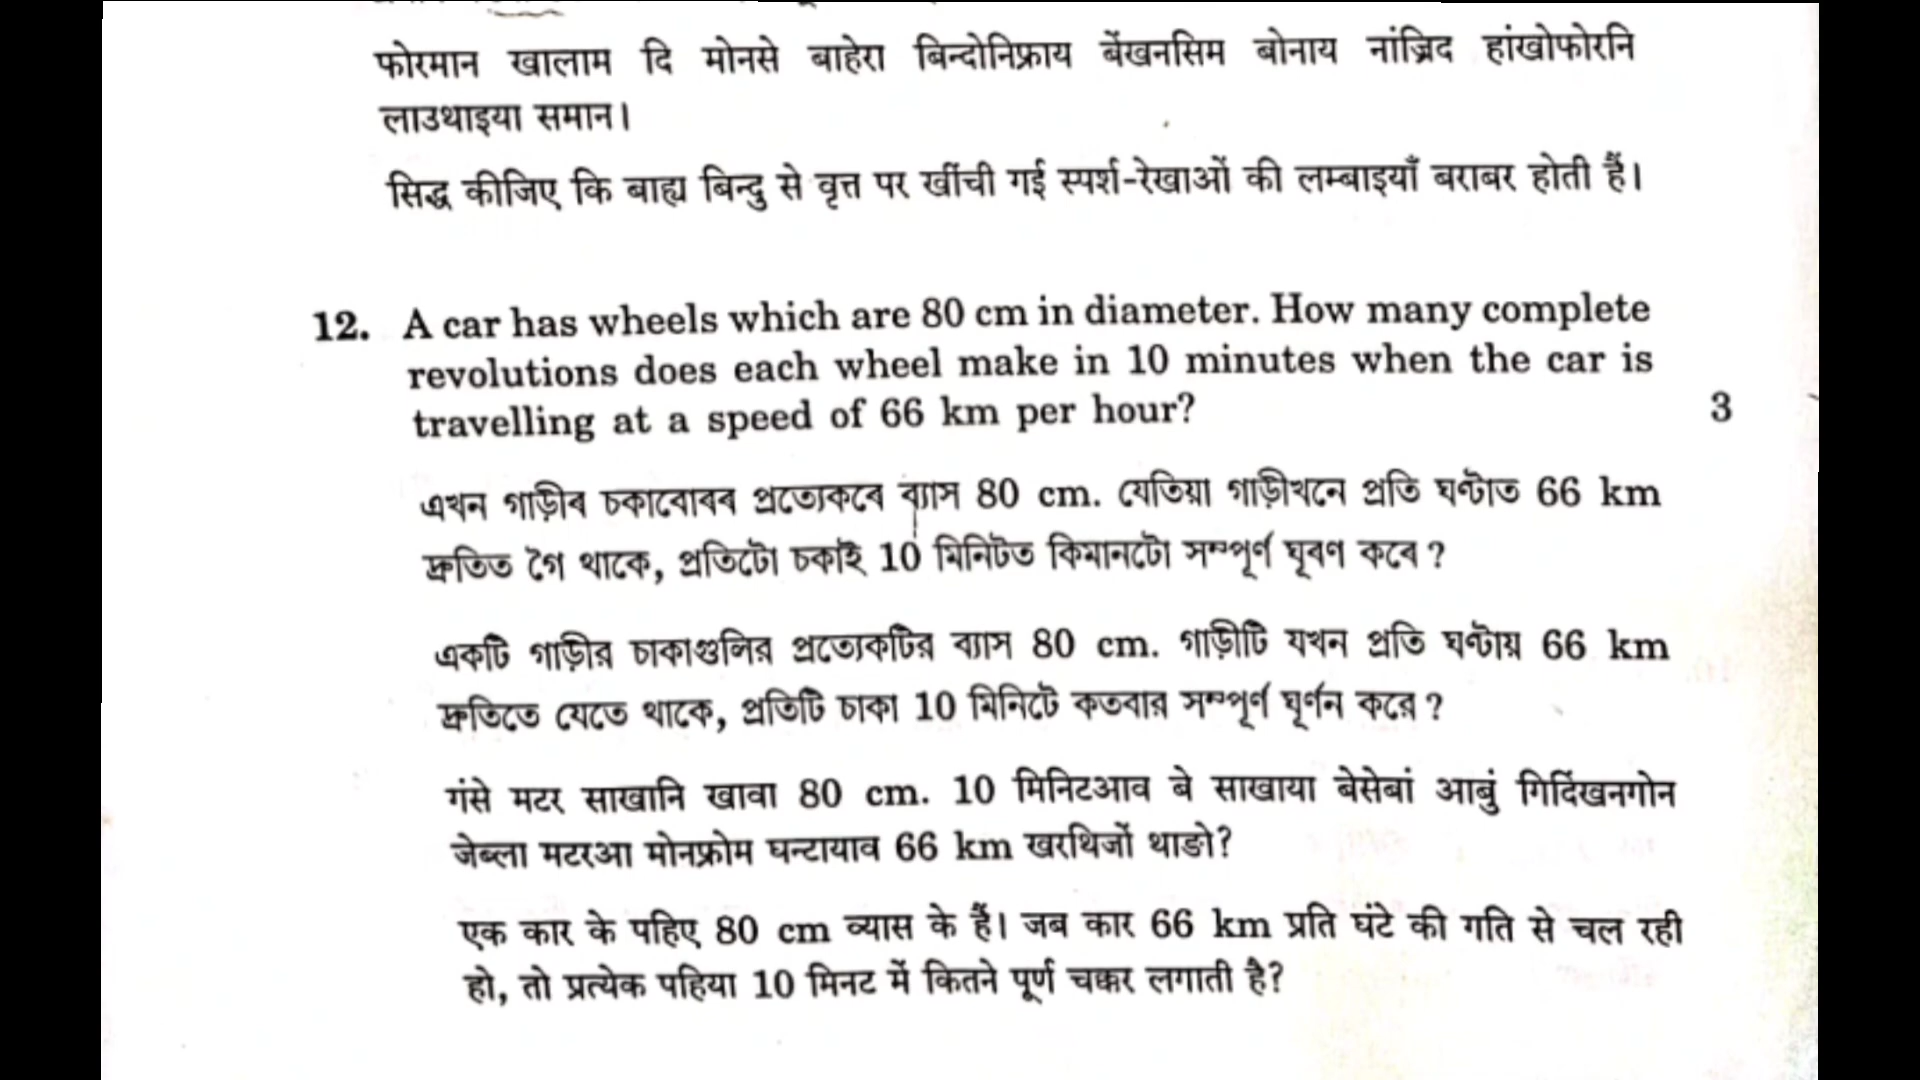 फोरमान खालाम दि मोनसे बाहेरा बिन्दोनिफ्राय बेंखनसिम बोनाय नांज्रिद हांखोफोरनि
लाउथाइया समान।
सिद्ध कीजिए कि बाह्य बिन्दु से वृत्त पर खींची गई स्पर्श-रेखाओं की लम्बाइयाँ बराबर होती हैं।
12. A car has wheels which are 80 cm in diameter. How many complete
revolutions does each wheel make in 10 minutes when the car is
travelling at a speed of 66 km per hour? 3
এখন গাড়ীৰ চকাবোৰৰ প্ৰত্যেকৰে ব্যাস 80 cm. যেতিয়া গাড়ীখনে প্ৰতি ঘণ্টাত 66 km
দ্ৰুতিত গৈ থাকে, প্ৰতিটো চকাই 10 মিনিটত কিমানটো সম্পূৰ্ণ ঘূৰণ কৰে?
একটি গাড়ীর চাকাগুলির প্রত্যেকটির ব্যাস 80 cm. গাড়ীটি যখন প্রতি ঘণ্টায় 66 km
দ্রুতিতে যেতে থাকে, প্রতিটি চাকা 10 মিনিটে কতবার সম্পূর্ণ ঘূর্ণন করে?
गंसे मटर साखानि खावा 80 cm. 10 मिनिटआव बे साखाया बेसेबां आबुं गिर्दिंखनगोन
जेब्ला मटरआ मोनफ्रोम घन्टायाव 66 km खरथिजों थाङो?
एक कार के पहिए 80 cm व्यास के हैं। जब कार 66 km प्रति घंटे की गति से चल रही
हो, तो प्रत्येक पहिया 10 मिनट में कितने पूर्ण चक्कर लगाती है?